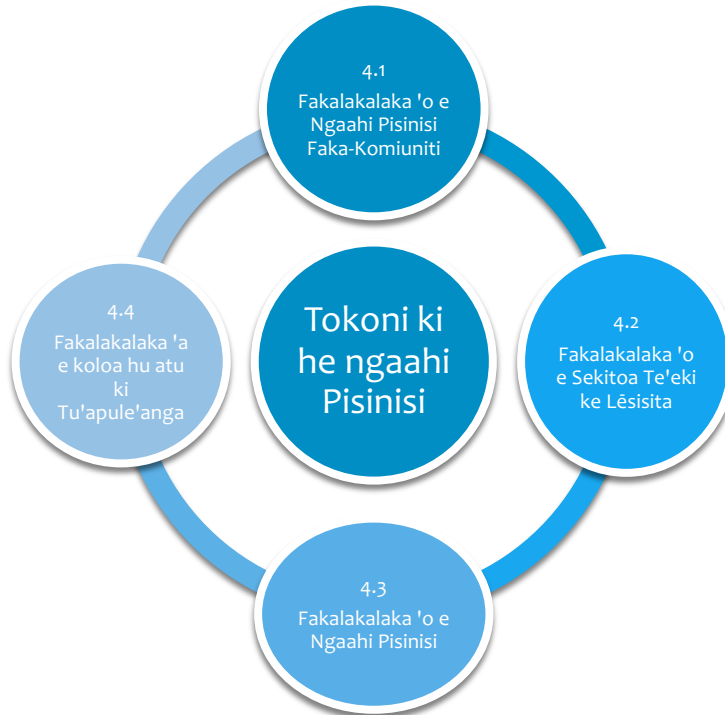 4.1
Fakalakalaka 'o e
Ngaahi Pisinisi
Faka-Komiuniti
4.2
Fakalakalaka 'o
e Sekitoa Te'eki
ke Lēsisita
4.3
Fakalakalaka 'o e
Ngaahi Pisinisi
4.4
Fakalakalaka 'a
e koloa hu atu
ki
Tu'apule'anga
Tokoni ki
he ngaahi
Pisinisi